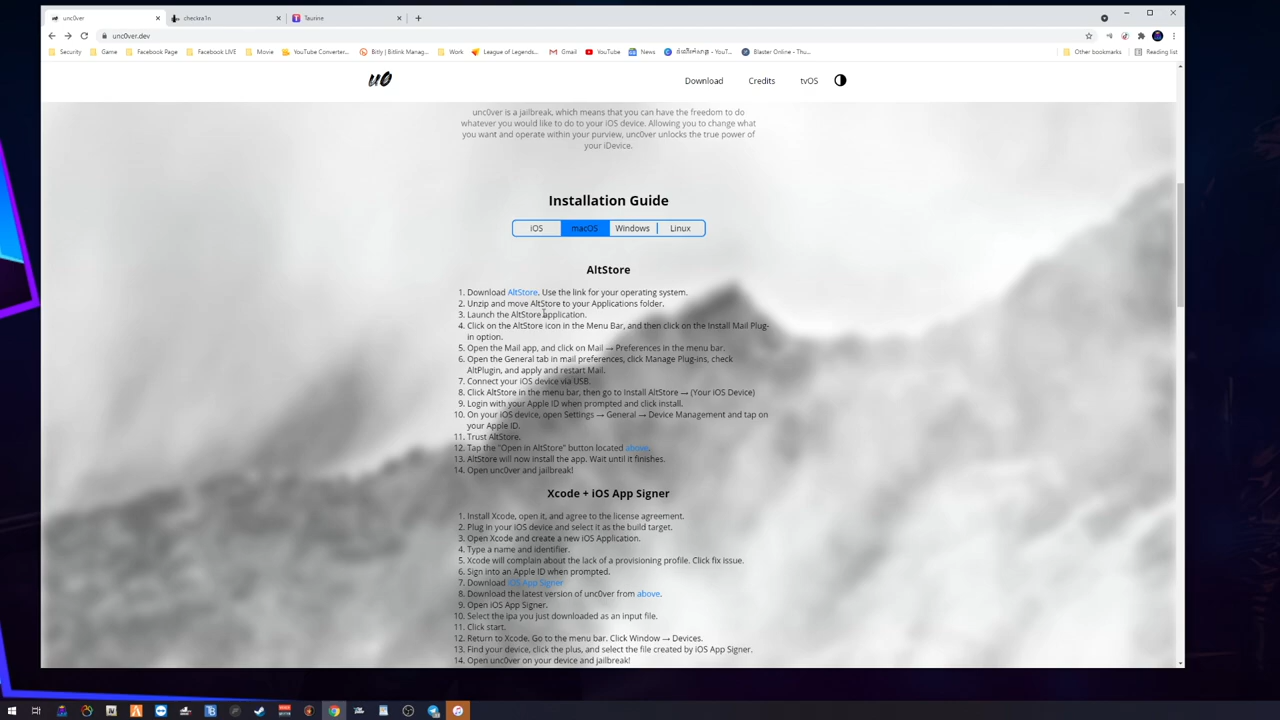 unc0ver
checkra1n
Taurine
unc0ver.dev
Security
Game
Facebook Page
Facebook LIVE
Movie
YouTube Converter...
Bitly | Bitlink Manag...
Work
League of Legends...
Gmail
YouTube
News
Blaster Online - Thu...
Other bookmarks
Reading list
u0
Download
Credits
tvOS
unc0ver is a jailbreak, which means that you can have the freedom to do
whatever you would like to do to your iOS device. Allowing you to change what
you want and operate within your purview, unc0ver unlocks the true power of
your iDevice.
Installation Guide
iOS
macOS
Windows
Linux
AltStore
1. Download AltStore. Use the link for your operating system.
2. Unzip and move AltStore to your Applications folder.
3. Launch the AltStore application.
4. Click on the AltStore icon in the Menu Bar, and then click on the Install Mail Plug-
in option.
5. Open the Mail app, and click on Mail → Preferences in the menu bar.
6. Open the General tab in mail preferences, click Manage Plug-ins, check
AltPlugin, and apply and restart Mail.
7. Connect your iOS device via USB.
8. Click AltStore in the menu bar, then go to Install AltStore → (Your iOS Device)
9. Login with your Apple ID when prompted and click install.
10. On your iOS device, open Settings → General → Device Management and tap on
your Apple ID.
11. Trust AltStore.
12. Tap the "Open in AltStore" button located above.
13. AltStore will now install the app. Wait until it finishes.
14. Open unc0ver and jailbreak!
Xcode + iOS App Signer
1. Install Xcode, open it, and agree to the license agreement.
2. Plug in your iOS device and select it as the build target.
3. Open Xcode and create a new iOS Application.
4. Type a name and identifier.
5. Xcode will complain about the lack of a provisioning profile. Click fix issue.
6. Sign into an Apple ID when prompted.
7. Download iOS App Signer
8. Download the latest version of unc0ver from above.
9. Open iOS App Signer.
10. Select the ipa you just downloaded as an input file.
11. Click start.
12. Return to Xcode. Go to the menu bar. Click Window → Devices.
13. Find your device, click the plus, and select the file created by iOS App Signer.
14. Open unc0ver on your device and jailbreak!